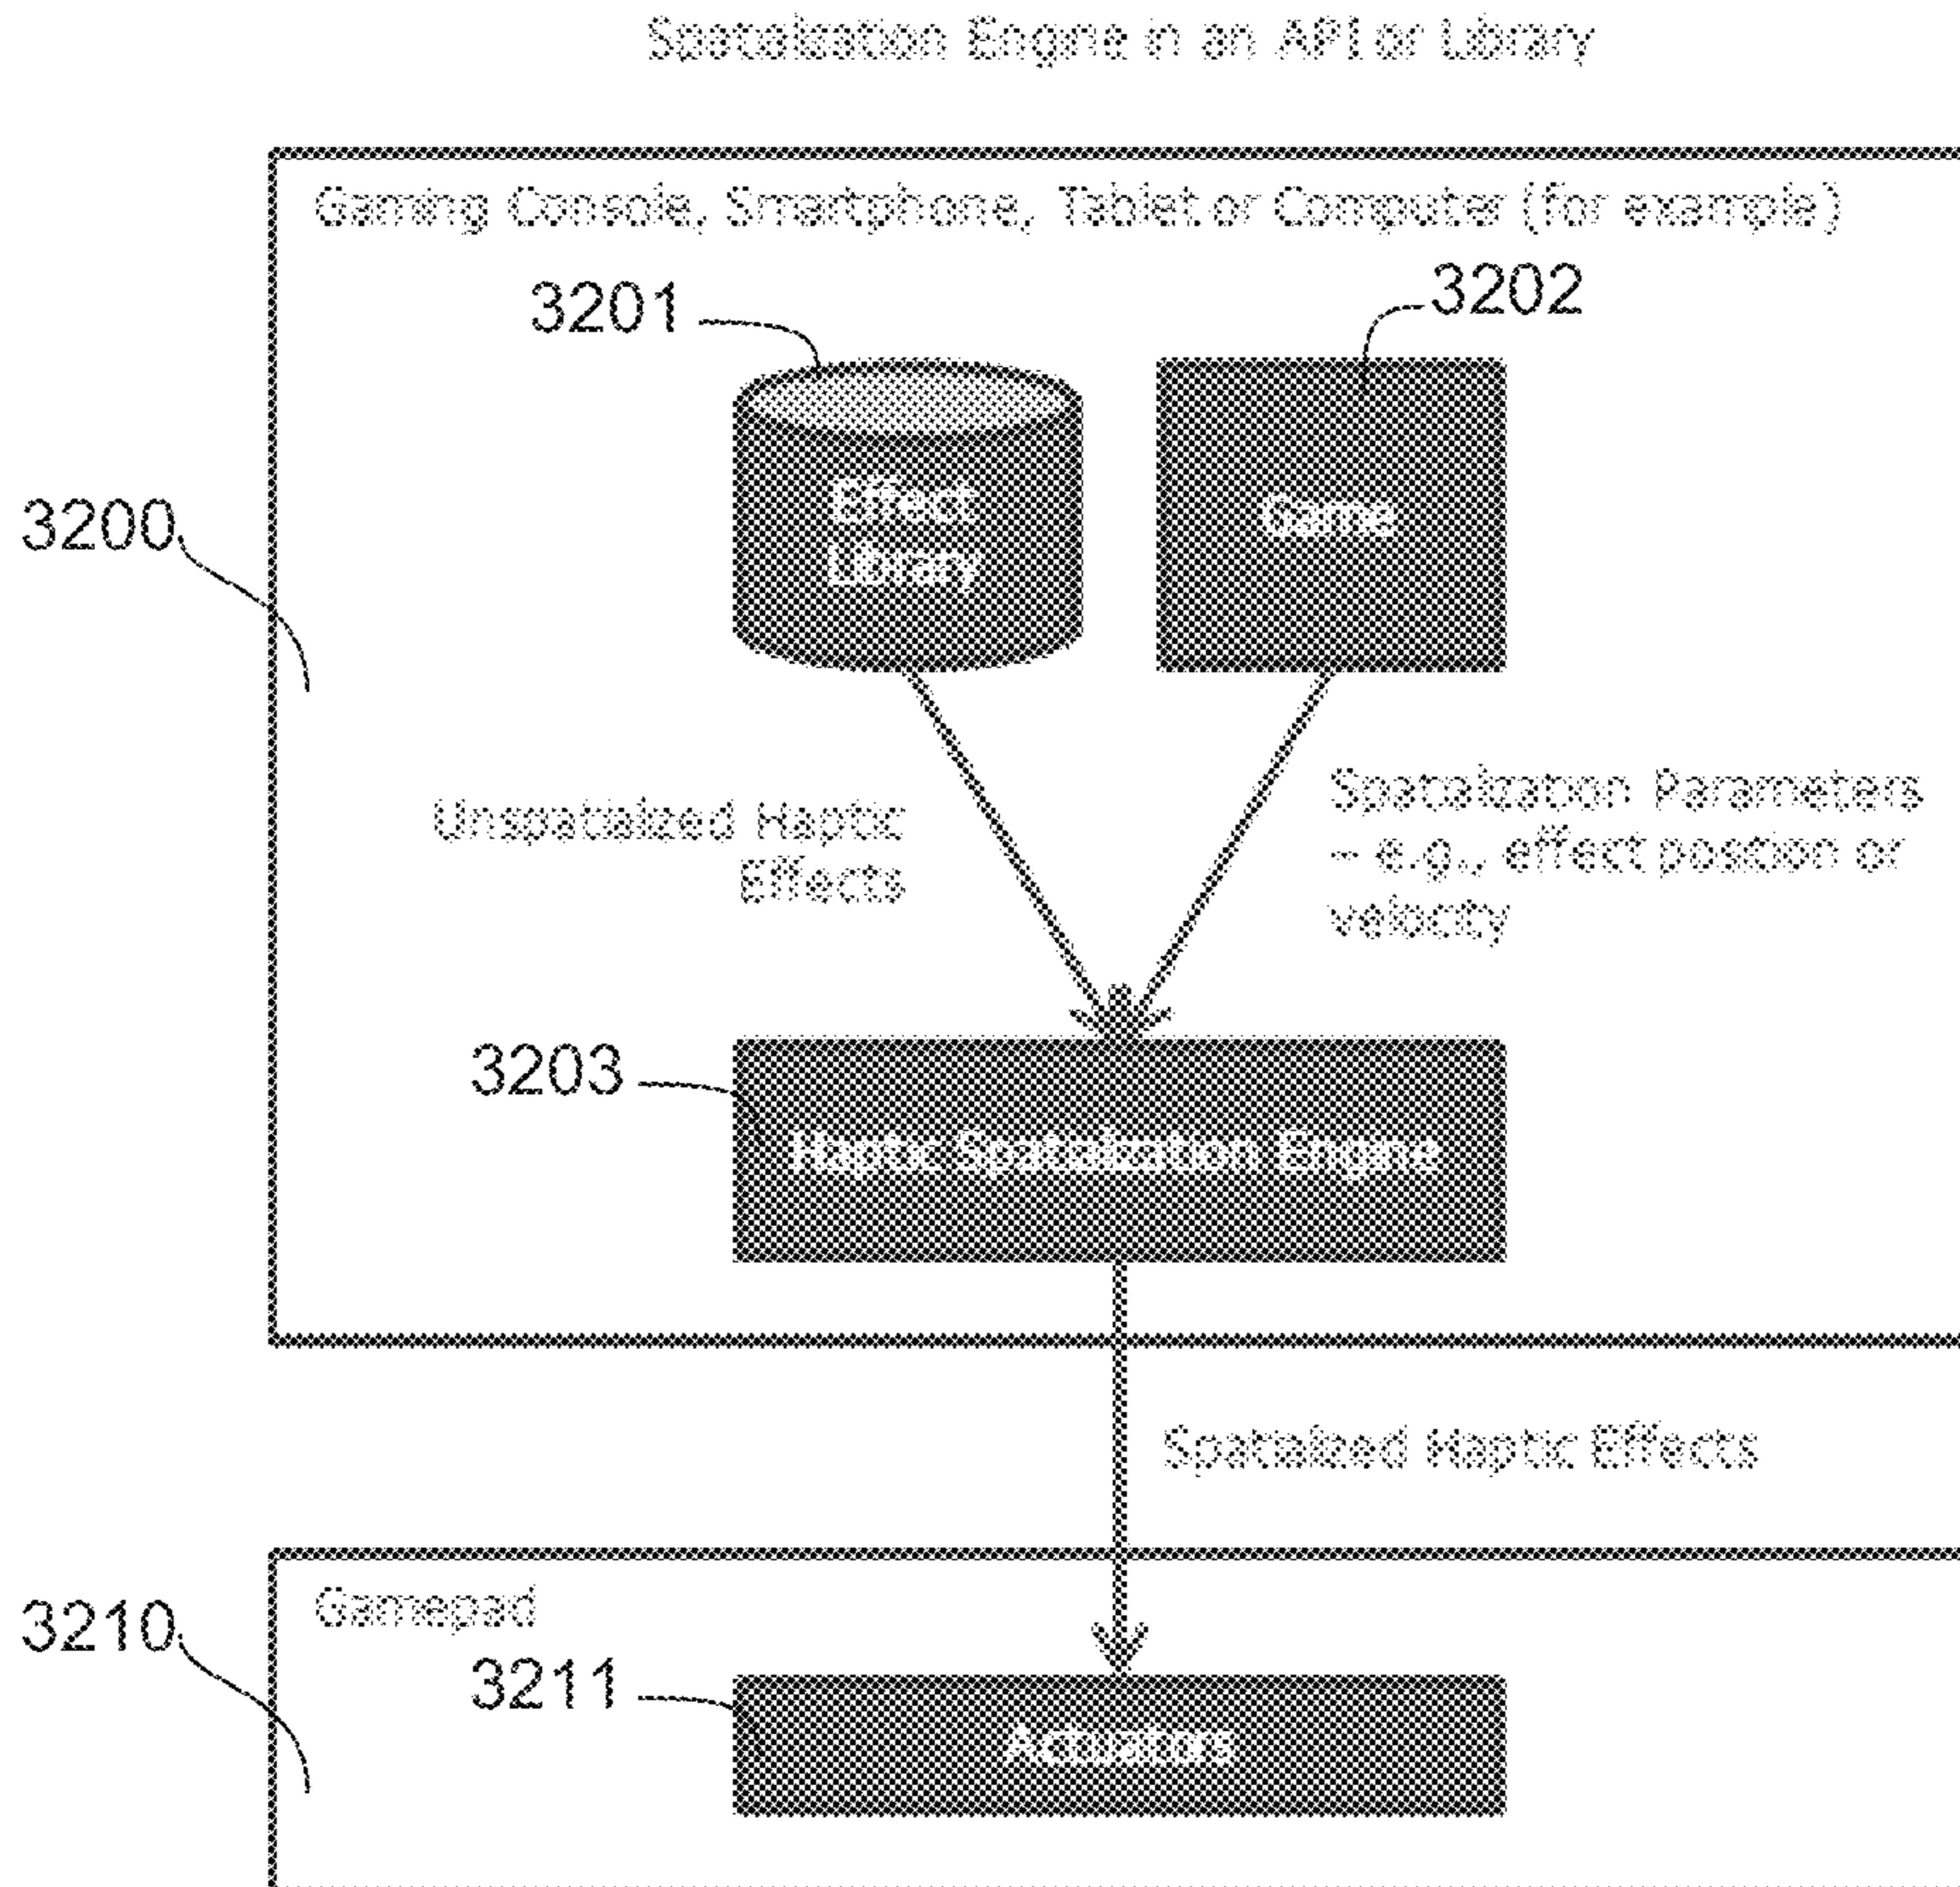 Spatialization Engine in an API or Library
Gaming Console, Smartphone, Tablet or Computer (for example)
3201
3202
Effect
Library
Game
3200
Unspatialized Haptic
Effects
Spatialization Parameters
– e.g., effect position or
velocity
3203
Haptic Spatialization Engine
Spatialized Haptic Effects
Gamepad
3210
3211
Actuators